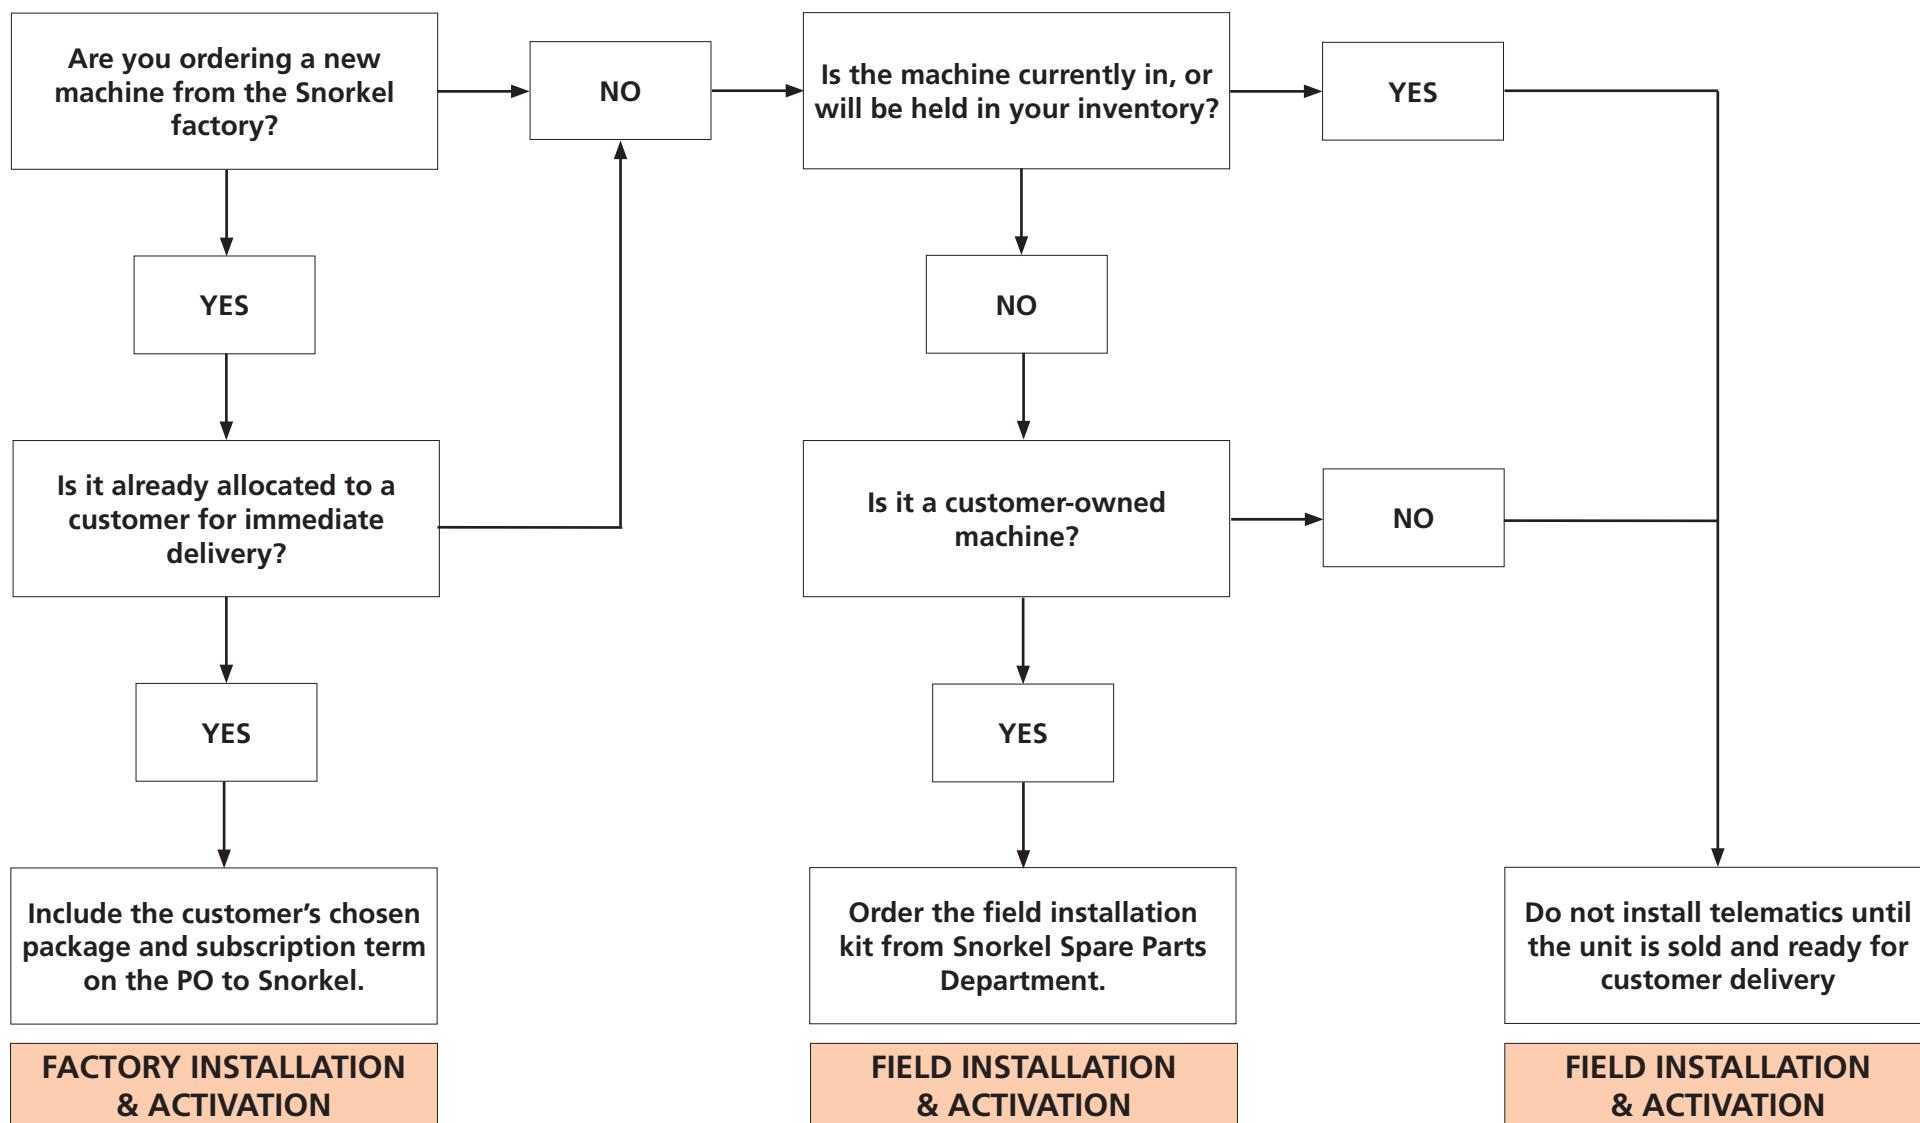 Are you ordering a new
machine from the Snorkel
factory?
NO
Is the machine currently in, or
will be held in your inventory?
YES
YES
NO
Is it already allocated to a
customer for immediate
delivery?
Is it a customer-owned
machine?
NO
YES
YES
Include the customer’s chosen
package and subscription term
on the PO to Snorkel.
Order the field installation
kit from Snorkel Spare Parts
Department.
Do not install telematics until
the unit is sold and ready for
customer delivery
FACTORY INSTALLATION
& ACTIVATION
FIELD INSTALLATION
& ACTIVATION
FIELD INSTALLATION
& ACTIVATION